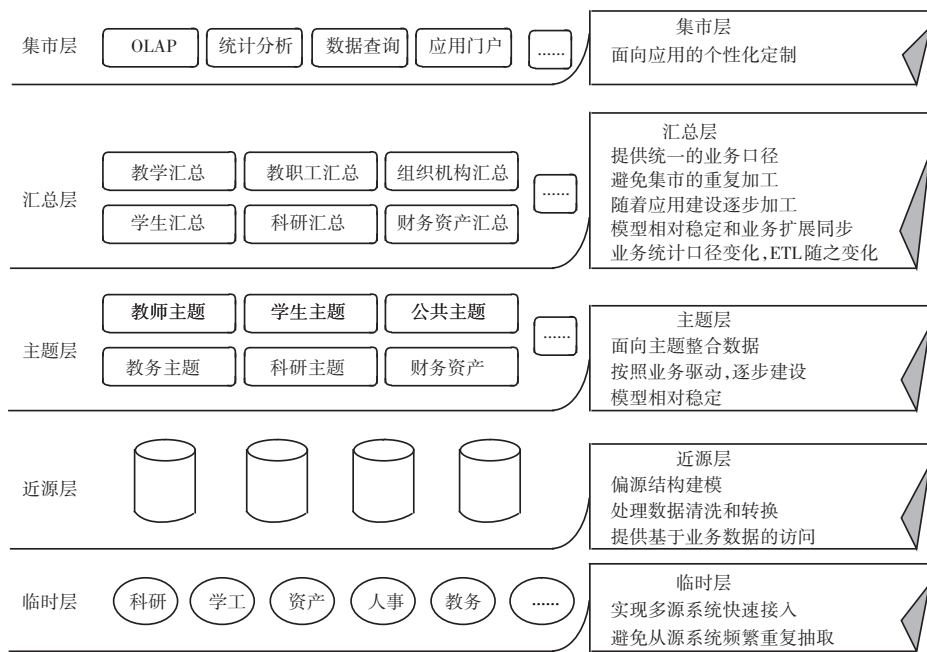 集市层
OLAP
统计分析
数据查询
应用门户
......
集市层
面向应用的个性化定制
汇总层
教学汇总
教职工汇总
组织机构汇总
......
学生汇总
科研汇总
财务资产汇总
汇总层
提供统一的业务口径
避免集市的重复加工
随着应用建设逐步加工
模型相对稳定和业务扩展同步
业务统计口径变化,ETL随之变化
主题层
教师主题
学生主题
公共主题
......
教务主题
科研主题
财务资产
主题层
面向主题整合数据
按照业务驱动,逐步建设
模型相对稳定
近源层
近源层
偏源结构建模
处理数据清洗和转换
提供基于业务数据的访问
临时层
科研
学工
资产
人事
教务
......
临时层
实现多源系统快速接入
避免从源系统频繁重复抽取